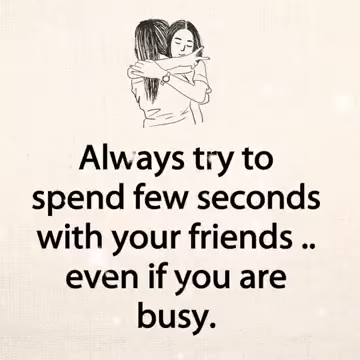 Always try to
spend few seconds
with your friends ..
even if you are
busy.